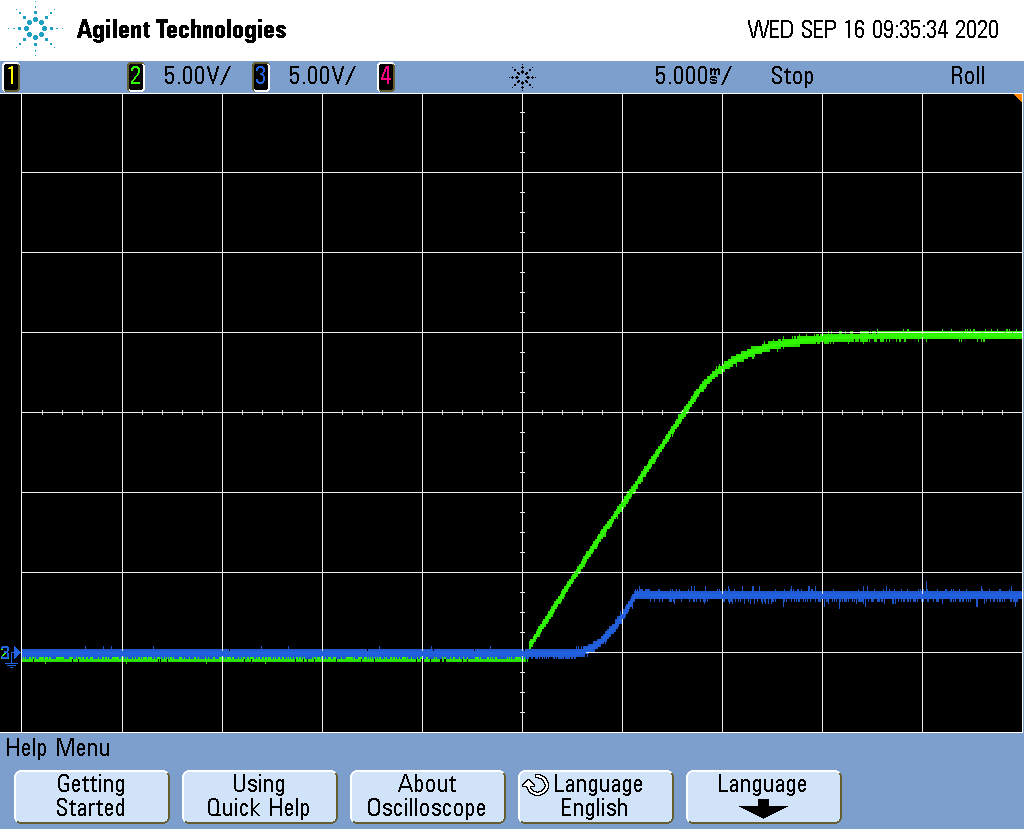 Agilent Technologies WED SEP 16 09:35:34 2020
1 2 5.00V/ 3 5.00V/ 4 5.000ms/ Stop Roll
2
Help Menu
Getting Started
Using Quick Help
About Oscilloscope
Language English
Language